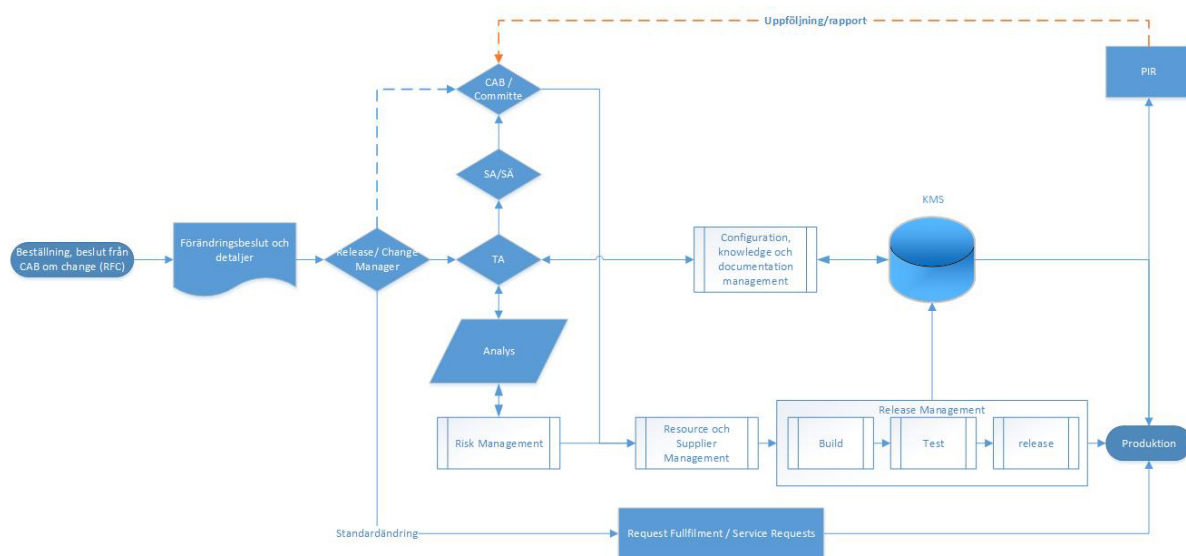 Uppföljning/rapport
CAB /
Committe
PIR
SA/SÄ
KMS
Beställning, beslut från
CAB om change (RFC)
Förändringsbeslut och
detaljer
Release/ Change
Manager
TA
Configuration,
knowledge och
documentation
management
Analys
Release Management
Risk Management
Resource och
Supplier
Management
Build
Test
release
Produktion
Standardändring
Request Fullfilment / Service Requests